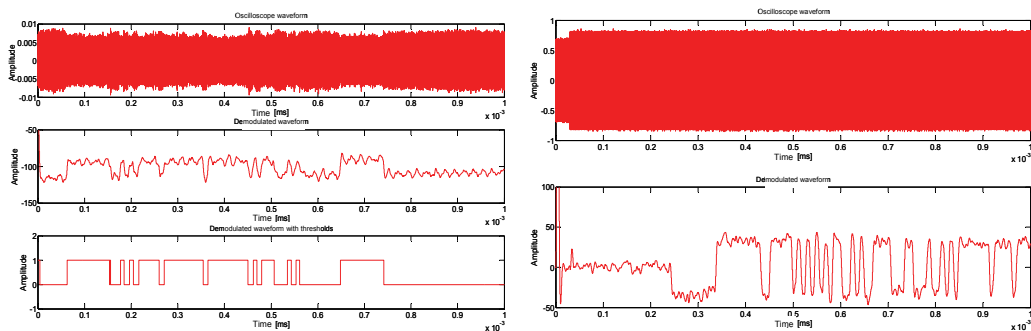 Oscilloscope waveform
Amplitude
0.01
0.005
0
-0.005
-0.01
0 0.1 0.2 0.3 0.4 0.5 0.6 0.7 0.8 0.9 1
Time [ms]
x 10⁻³
Demodulated waveform
Amplitude
-50
-100
-150
0 0.1 0.2 0.3 0.4 0.5 0.6 0.7 0.8 0.9 1
Time [ms]
x 10⁻³
Demodulated waveform with thresholds
Amplitude
2
1
0
-1
0 0.1 0.2 0.3 0.4 0.5 0.6 0.7 0.8 0.9 1
Time [ms]
x 10⁻³
Oscilloscope waveform
Amplitude
1
0.5
0
-0.5
-1
0 0.1 0.2 0.3 0.4 0.5 0.6 0.7 0.8 0.9 1
Time [ms]
x 10⁻³
Demodulated waveform
Amplitude
100
50
0
-50
0 0.1 0.2 0.3 0.4 0.5 0.6 0.7 0.8 0.9 1
Time [ms]
x 10⁻³